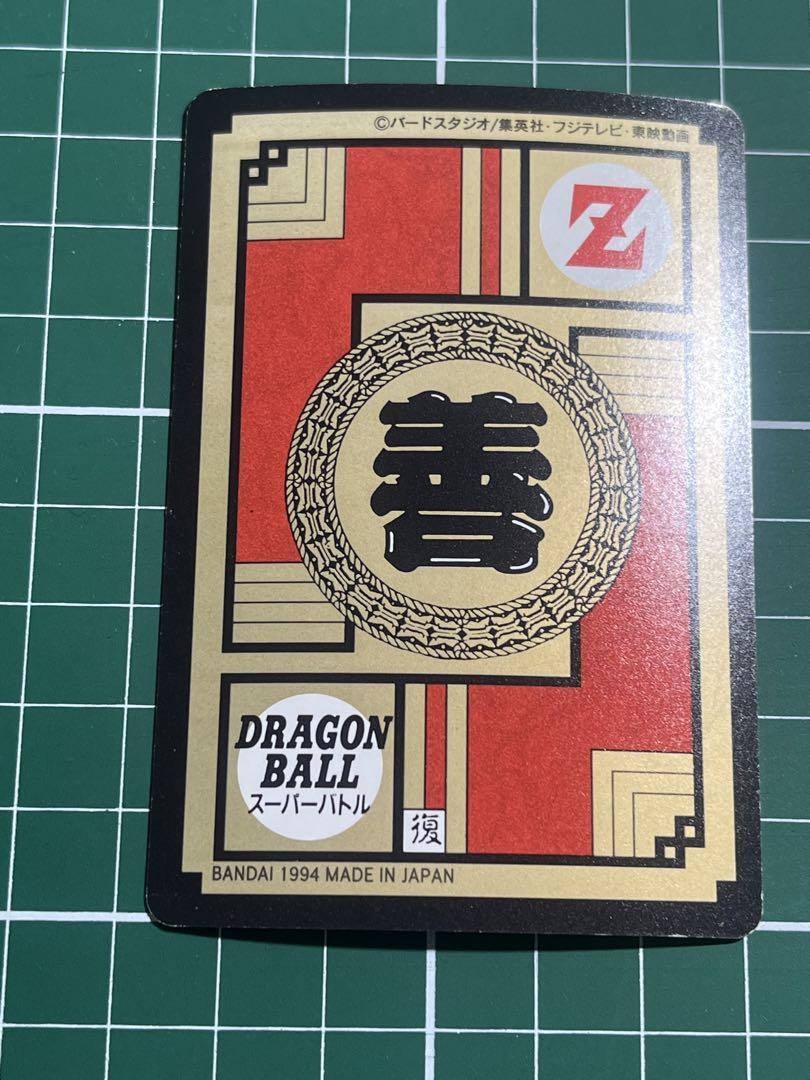 ©バードスタジオ/集英社・フジテレビ・東映動画
Z
善
DRAGON
BALL
スーパーバトル
復
BANDAI 1994 MADE IN JAPAN